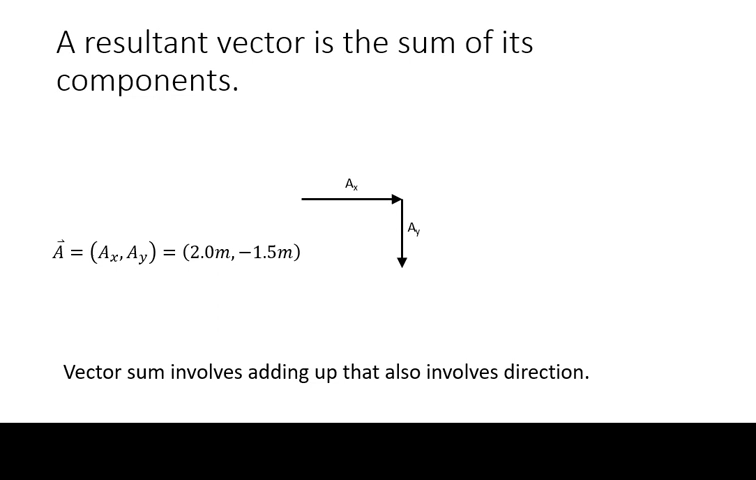 A resultant vector is the sum of its
components.
Aₓ
A_y
A⃗ = (Aₓ, A_y) = (2.0m, −1.5m)
Vector sum involves adding up that also involves direction.